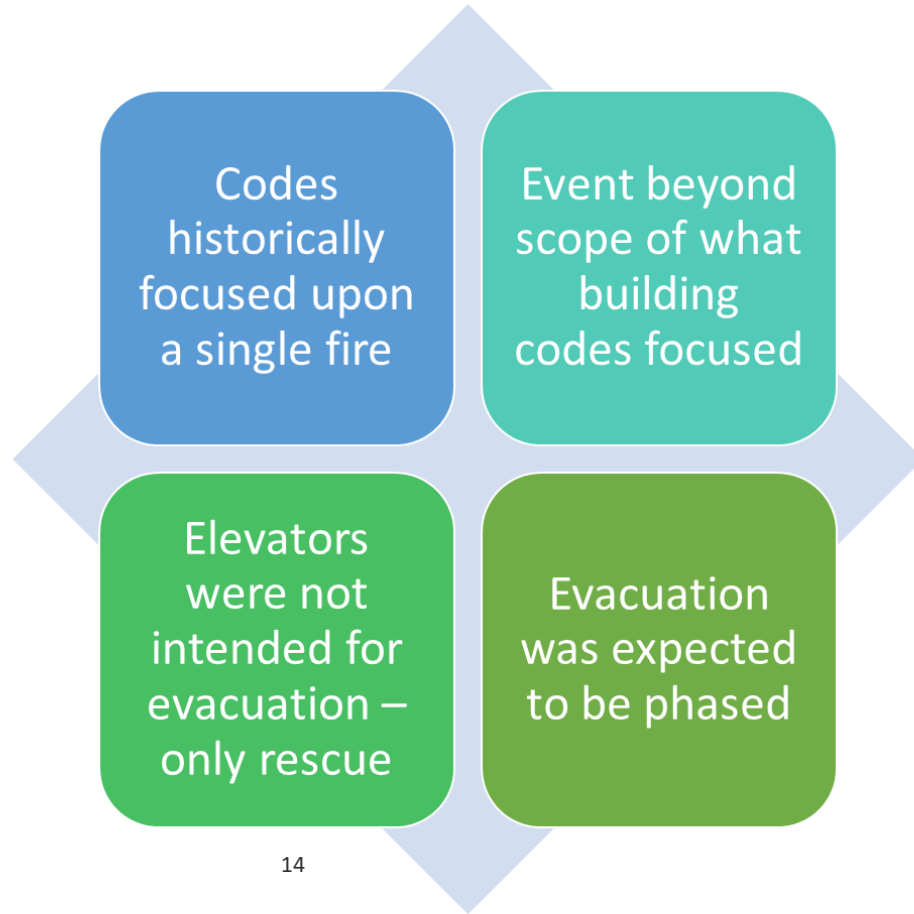 Codes
historically
focused upon
a single fire
Event beyond
scope of what
building
codes focused
Elevators
were not
intended for
evacuation –
only rescue
Evacuation
was expected
to be phased
14